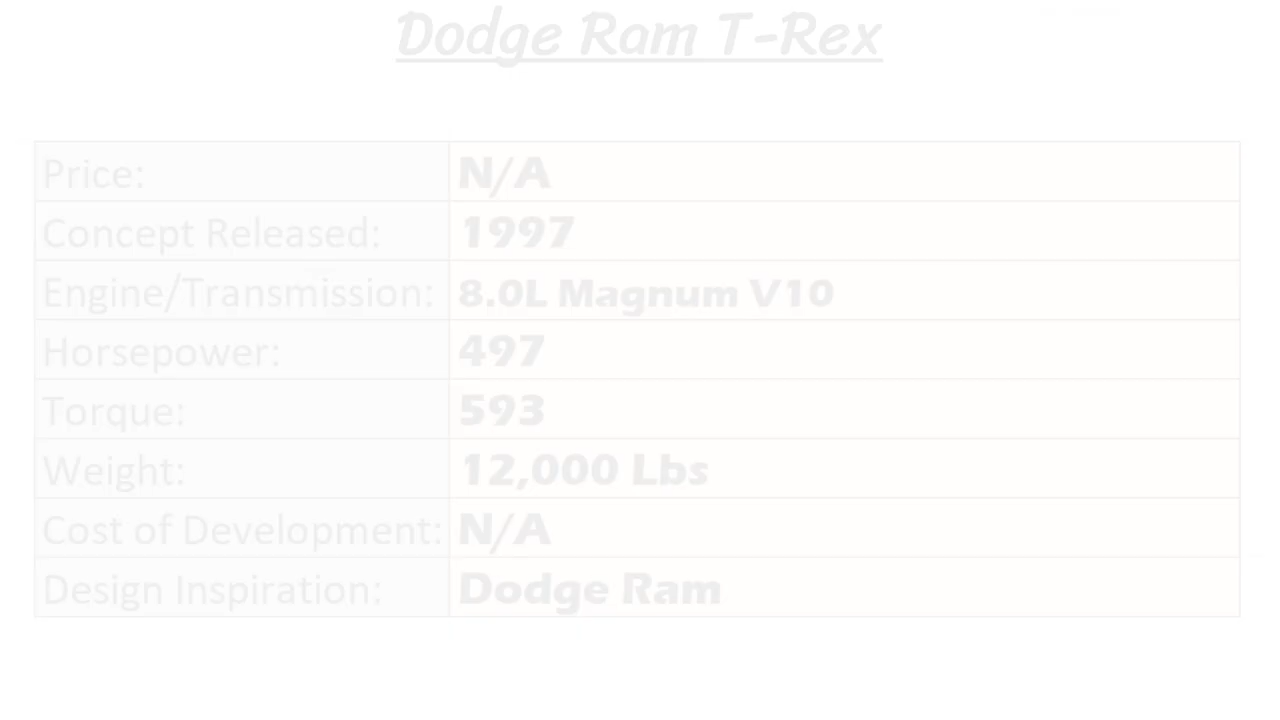 Dodge Ram T-Rex
Price: N/A
Concept Released: 1997
Engine/Transmission: 8.0L Magnum V10
Horsepower: 497
Torque: 593
Weight: 12,000 Lbs
Cost of Development: N/A
Design Inspiration: Dodge Ram